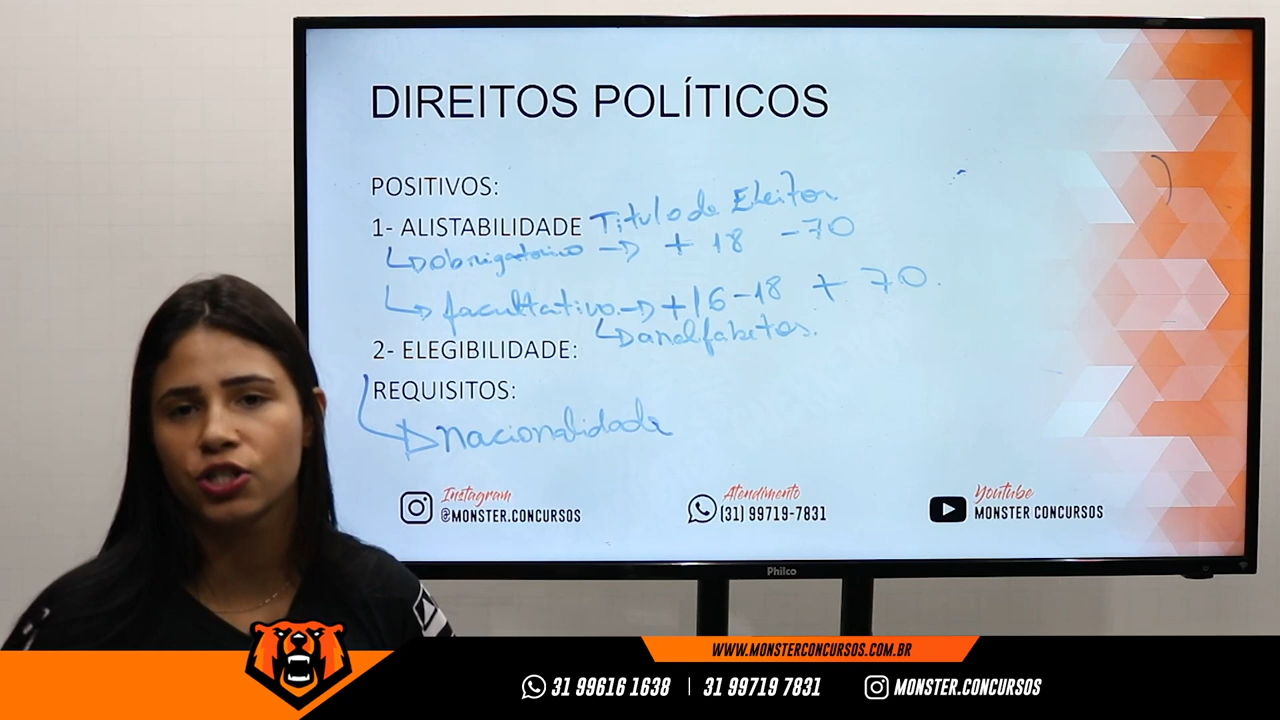 DIREITOS POLÍTICOS
POSITIVOS:
1- ALISTABILIDADE Titulo de Eleitor
obrigatorio → + 18 - 70
facultativo → + 16 - 18 + 70.
analfabetos.
2- ELEGIBILIDADE:
REQUISITOS:
nacionalidade
Instagram
@MONSTER.CONCURSOS
Atendimento
(31) 99719-7831
Youtube
MONSTER CONCURSOS
Philco
WWW.MONSTERCONCURSOS.COM.BR
31 99616 1638 | 31 99719 7831 MONSTER.CONCURSOS